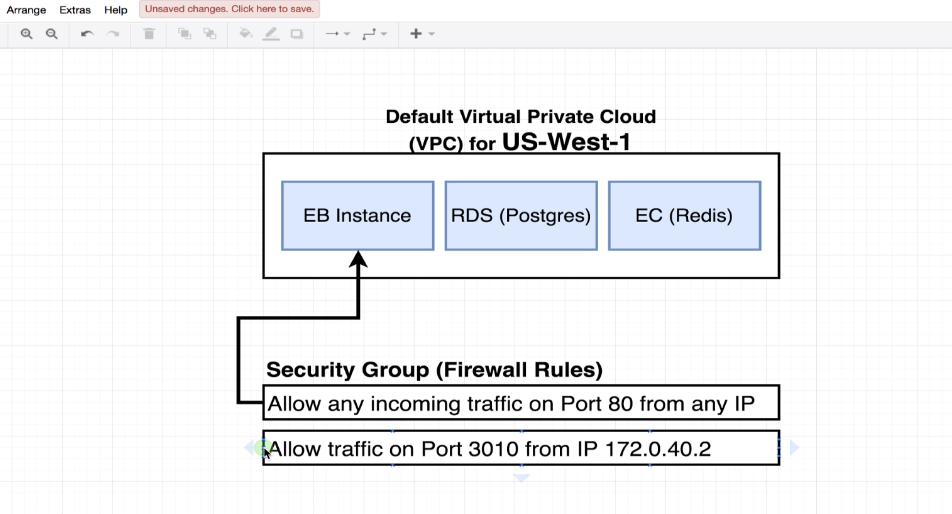 Arrange Extras Help Unsaved changes. Click here to save.
Default Virtual Private Cloud
(VPC) for US-West-1
EB Instance RDS (Postgres) EC (Redis)
Security Group (Firewall Rules)
Allow any incoming traffic on Port 80 from any IP
Allow traffic on Port 3010 from IP 172.0.40.2